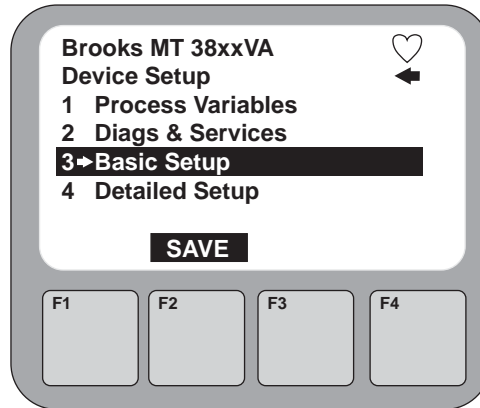 Brooks MT 38xxVA
Device Setup
1 Process Variables
2 Diags & Services
3 Basic Setup
4 Detailed Setup
SAVE
F1 F2 F3 F4